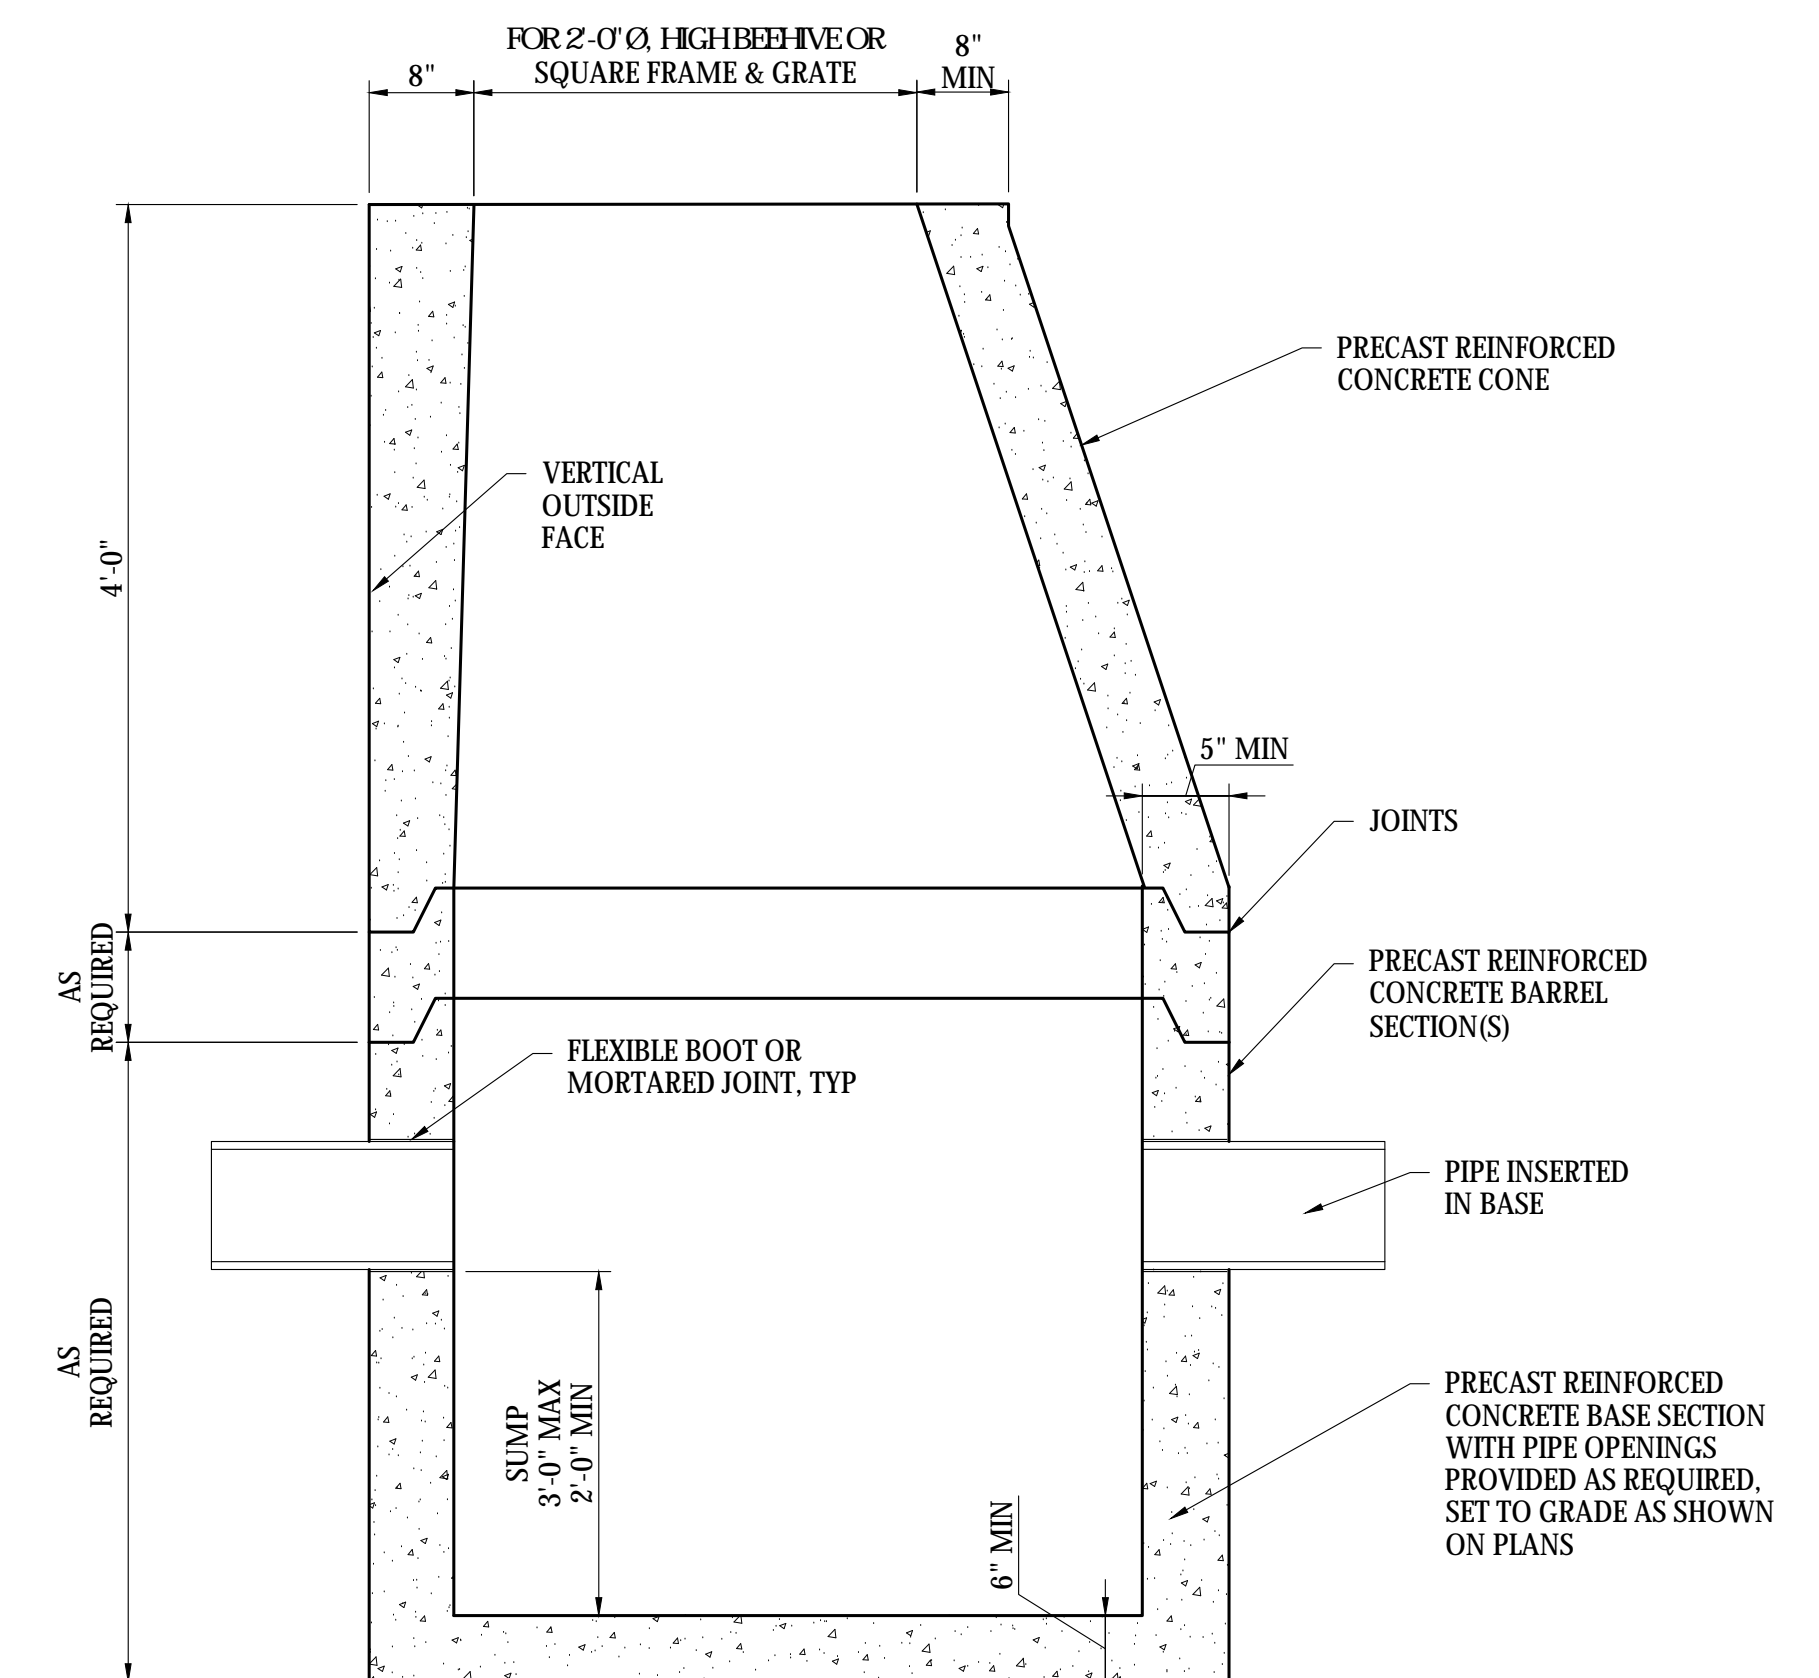 FOR 2'-0" Ø, HIGH BEEHIVE OR
SQUARE FRAME & GRATE
8"
8"
MIN
PRECAST REINFORCED
CONCRETE CONE
VERTICAL
OUTSIDE
FACE
4'-0"
5" MIN
JOINTS
AS
REQUIRED
PRECAST REINFORCED
CONCRETE BARREL
SECTION(S)
FLEXIBLE BOOT OR
MORTARED JOINT, TYP
PIPE INSERTED
IN BASE
AS
REQUIRED
SUMP
3'-0" MAX
2'-0" MIN
6" MIN
PRECAST REINFORCED
CONCRETE BASE SECTION
WITH PIPE OPENINGS
PROVIDED AS REQUIRED,
SET TO GRADE AS SHOWN
ON PLANS